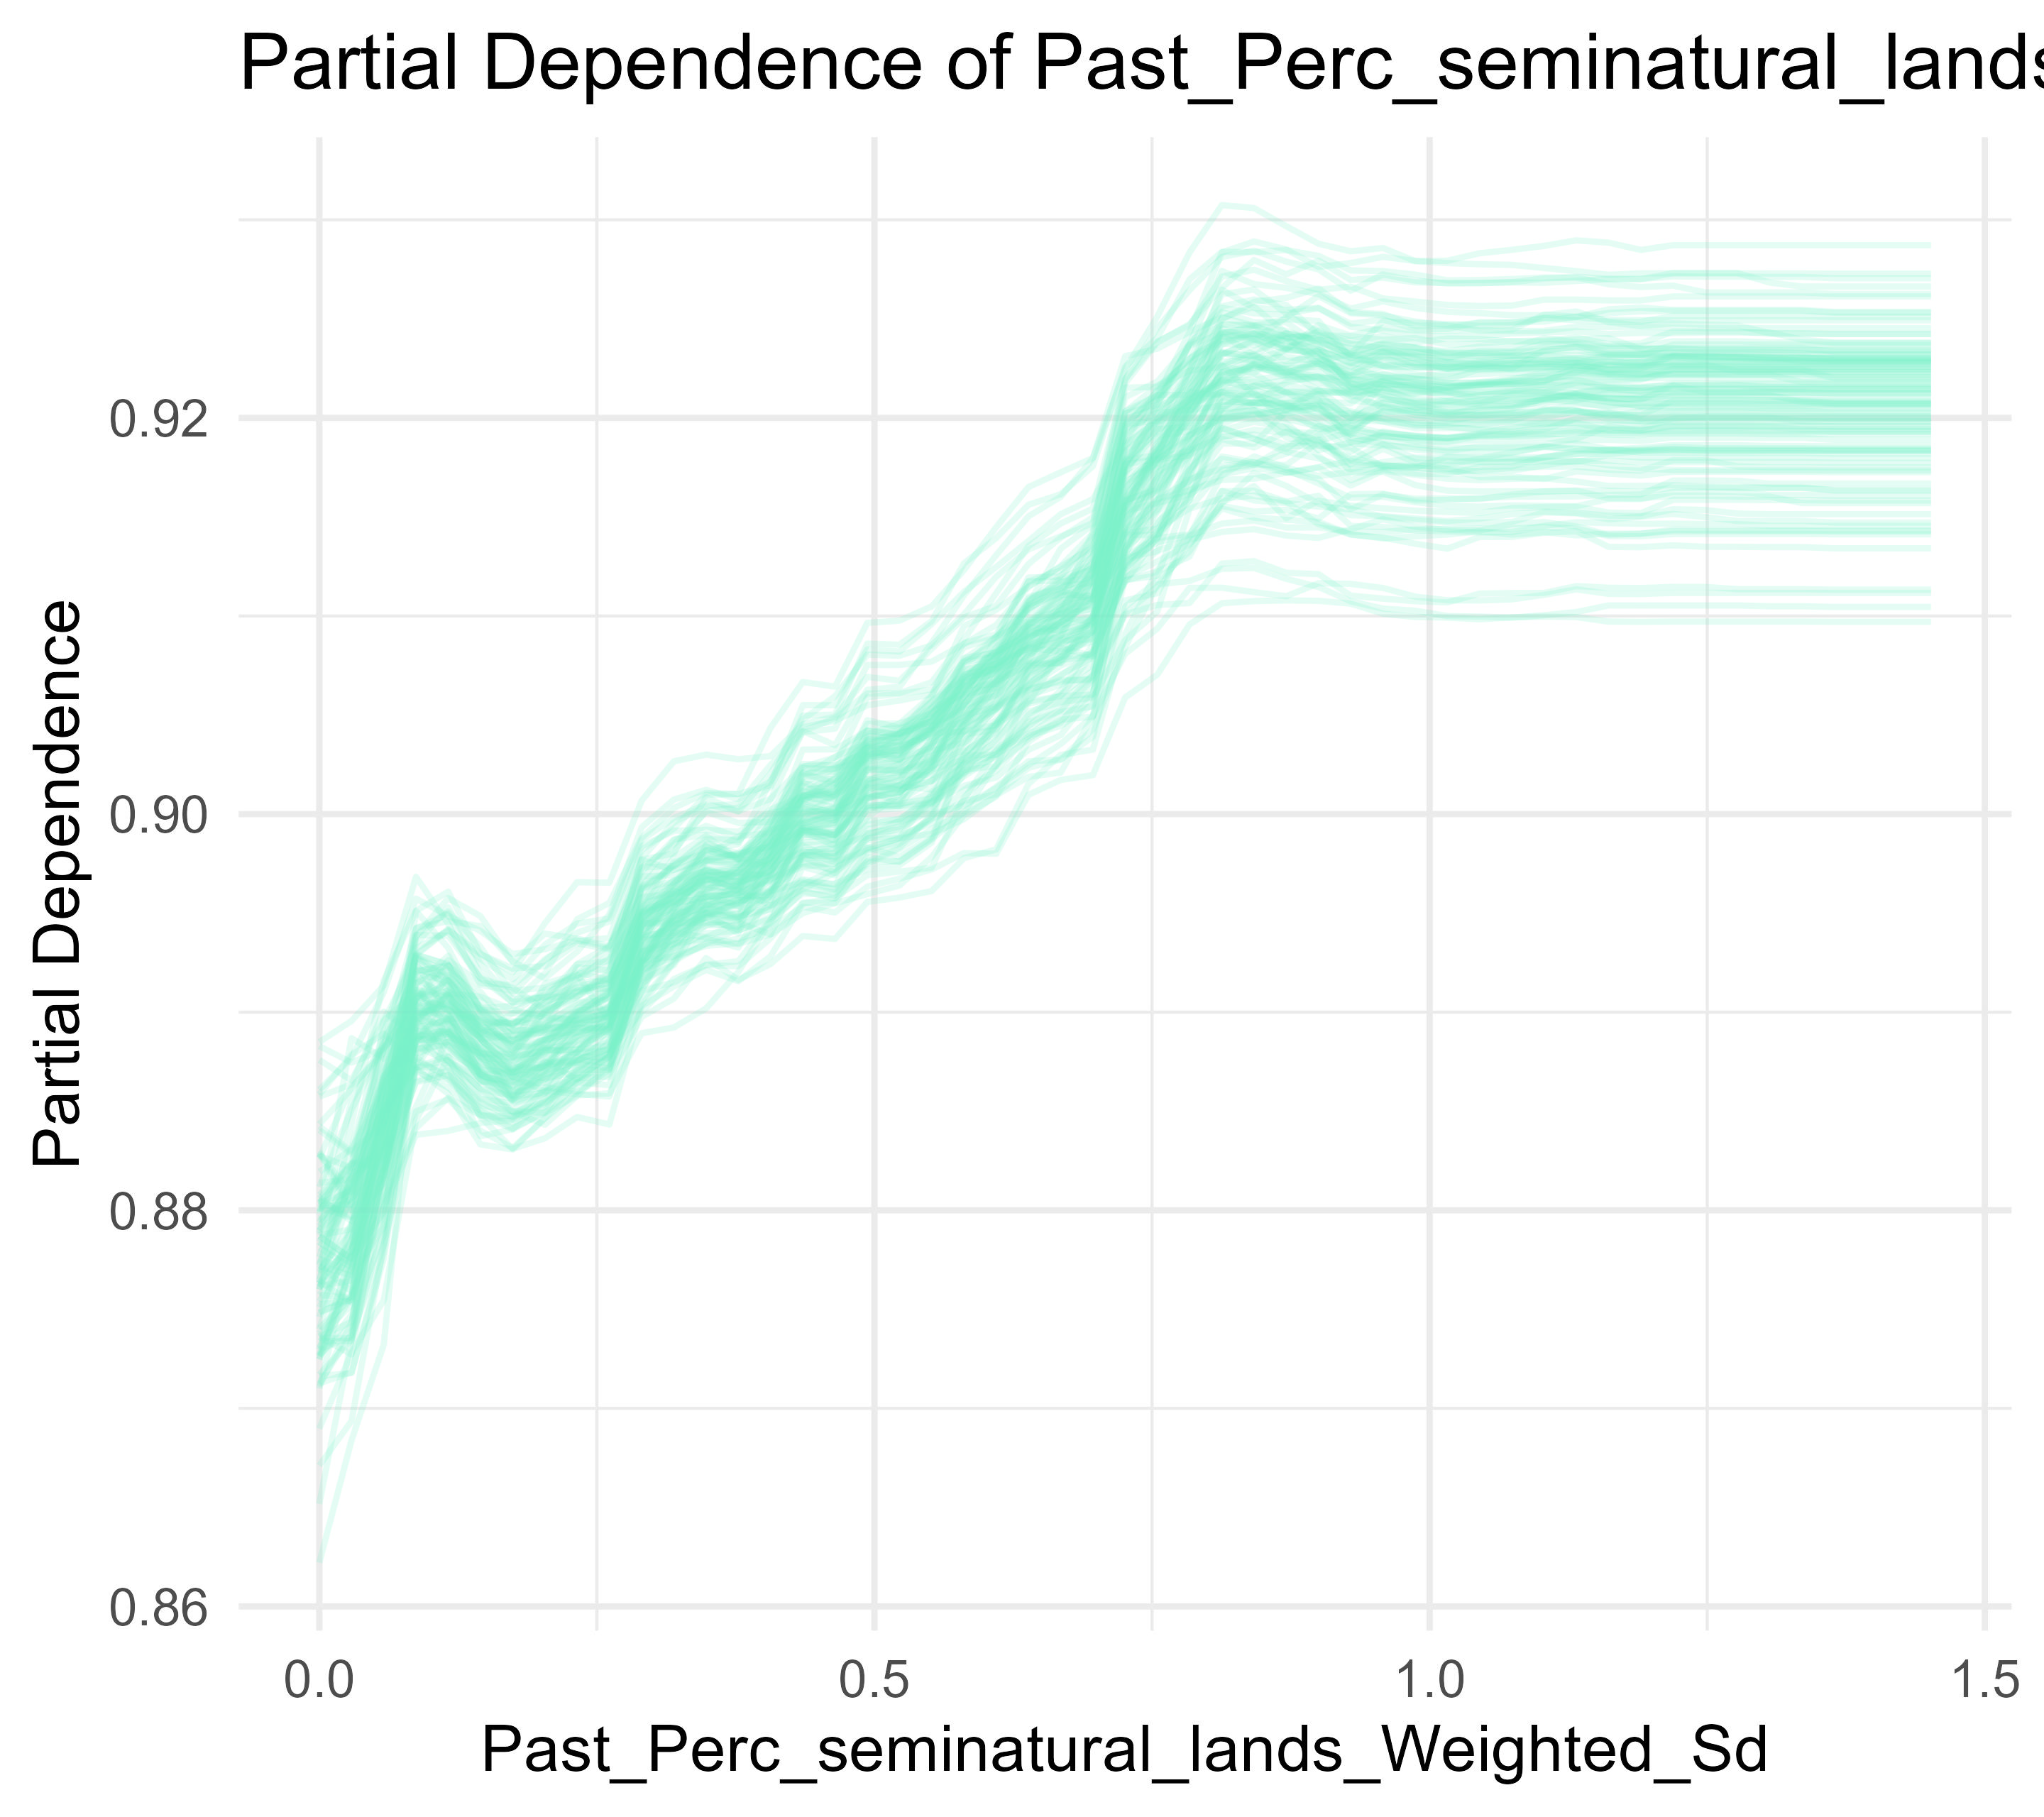 Partial Dependence of Past_Perc_seminatural_lands
Partial Dependence
0.92
0.90
0.88
0.86
0.0 0.5 1.0 1.5
Past_Perc_seminatural_lands_Weighted_Sd